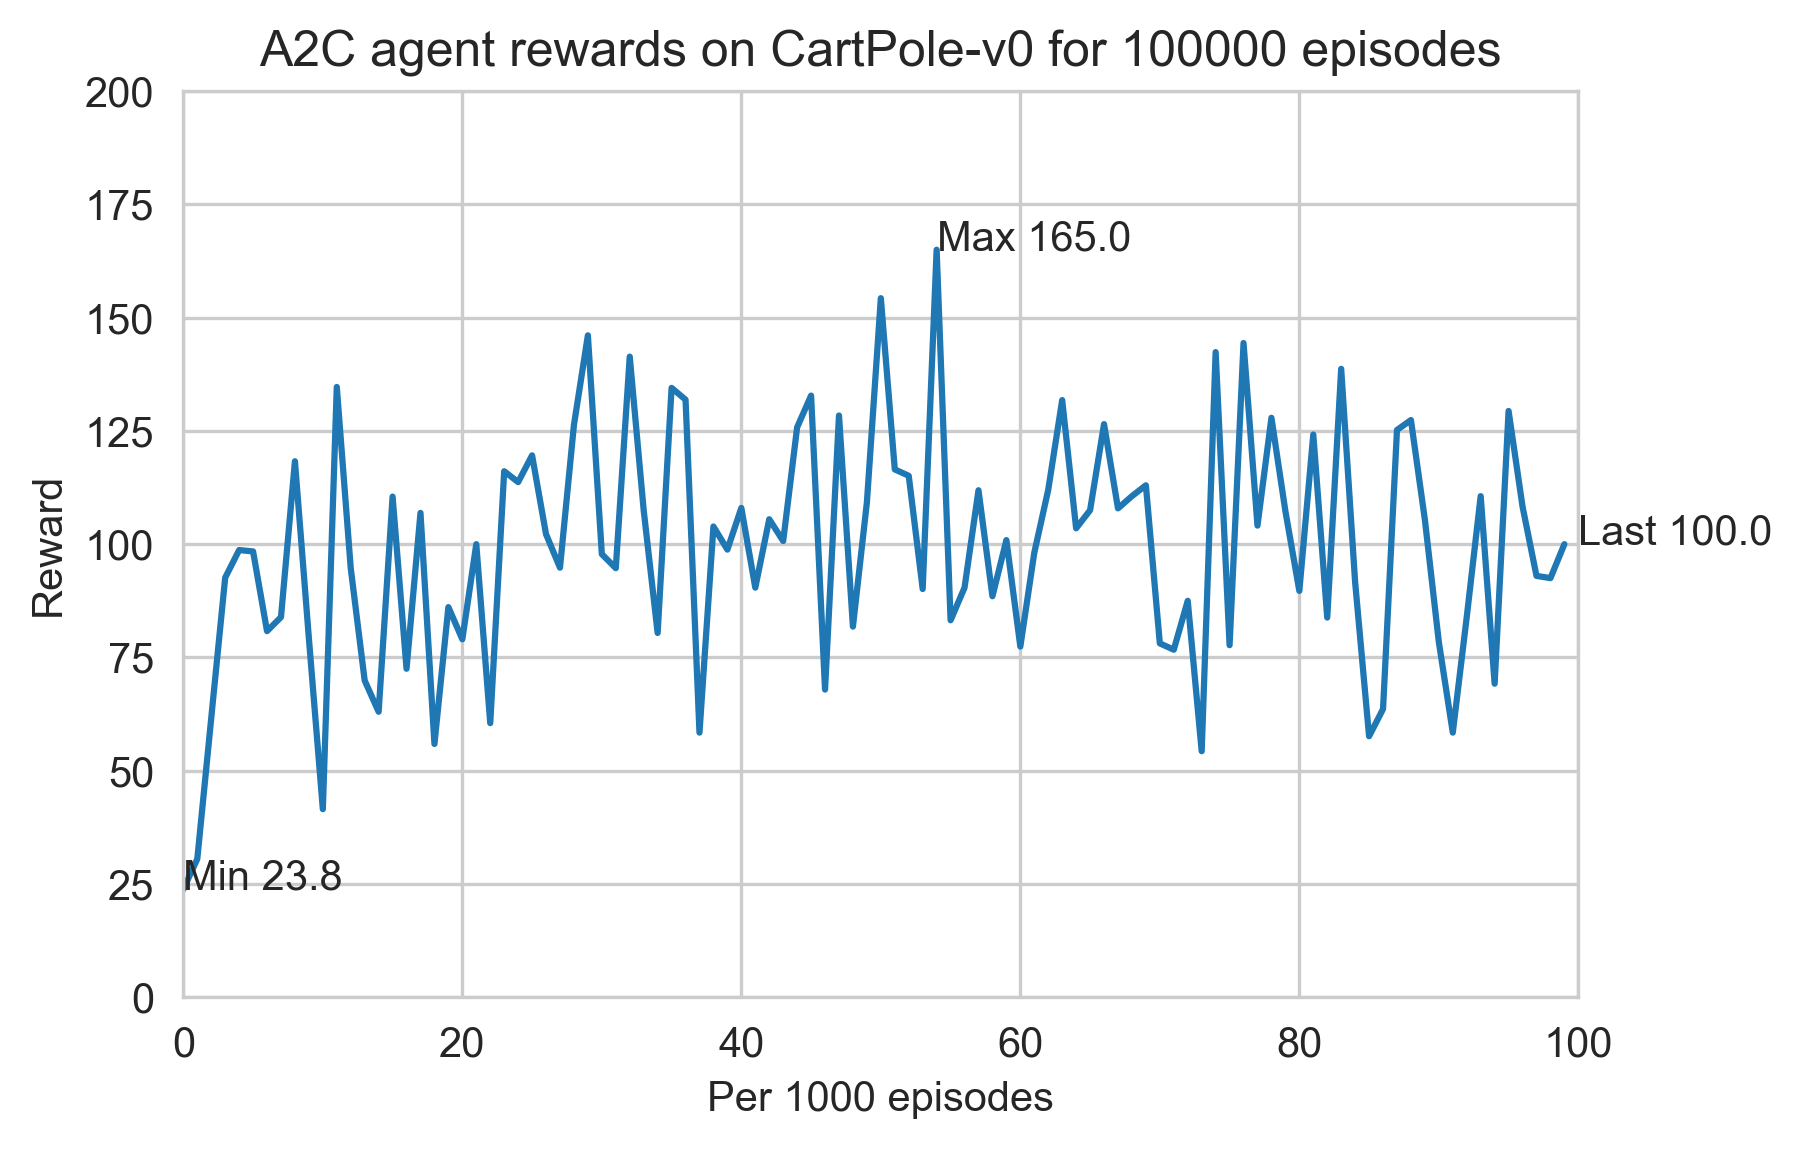 A2C agent rewards on CartPole-v0 for 100000 episodes
200
175
150
125
100
75
50
25
0
Reward
Max 165.0
Last 100.0
Min 23.8
0 20 40 60 80 100
Per 1000 episodes